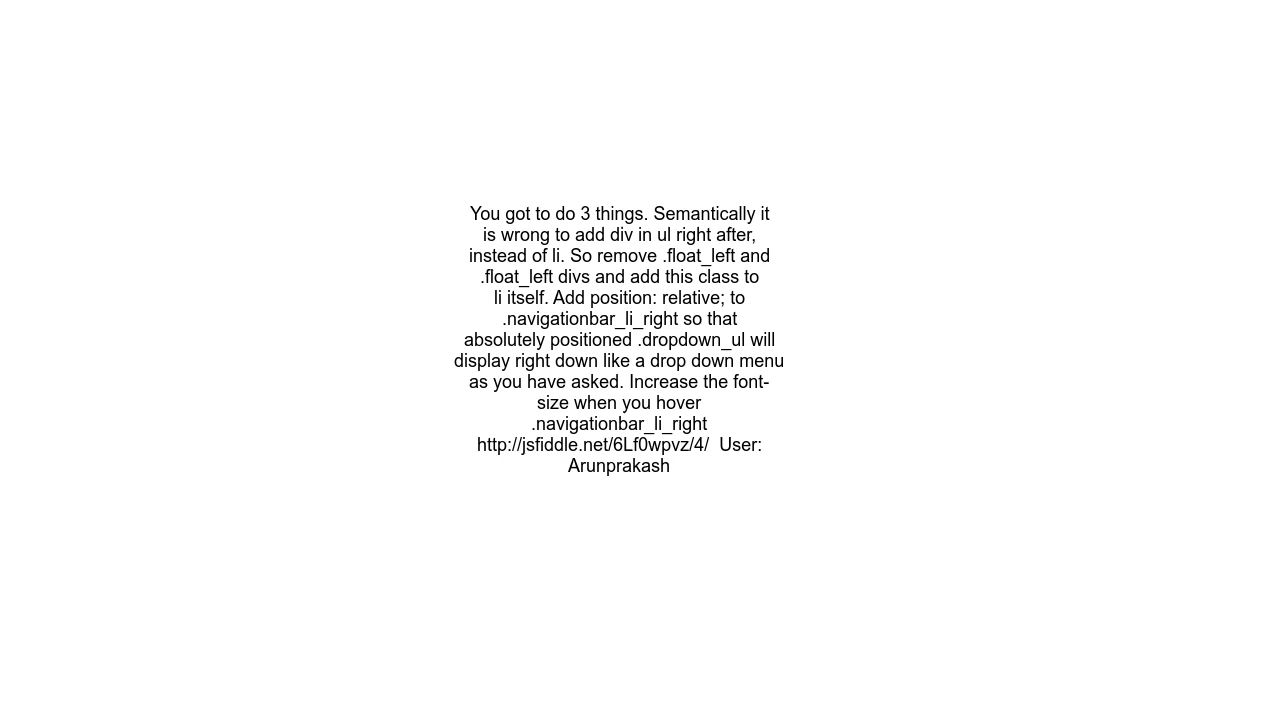 You got to do 3 things. Semantically it
is wrong to add div in ul right after,
instead of li. So remove .float_left and
.float_left divs and add this class to
li itself. Add position: relative; to
.navigationbar_li_right so that
absolutely positioned .dropdown_ul will
display right down like a drop down menu
as you have asked. Increase the font-
size when you hover
.navigationbar_li_right
http://jsfiddle.net/6Lf0wpvz/4/  User:
Arunprakash